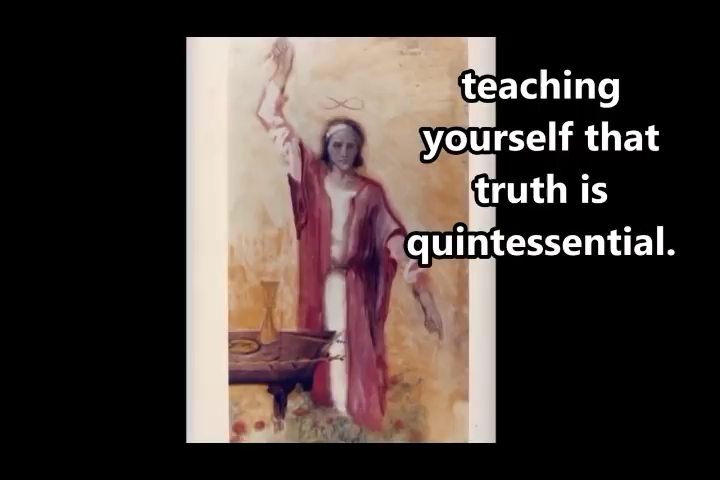 teaching
yourself that
truth is
quintessential.